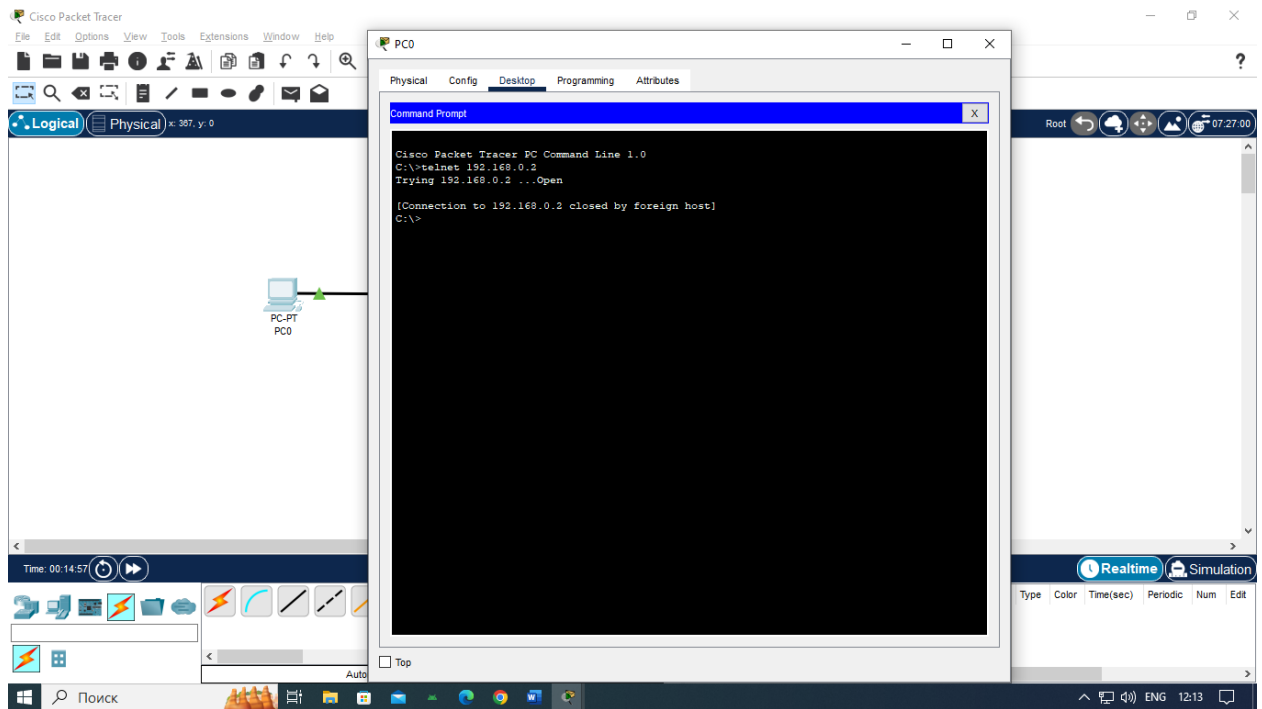 Cisco Packet Tracer
File Edit Options View Tools Extensions Window Help
?
Logical Physical x: 367, y: 0
Root 07:27:00
PC0
Physical Config Desktop Programming Attributes
Command Prompt X
Cisco Packet Tracer PC Command Line 1.0
C:\>telnet 192.168.0.2
Trying 192.168.0.2 ...Open
[Connection to 192.168.0.2 closed by foreign host]
C:\>
PC-PT
PC0
Top
Time: 00:14:57
Realtime Simulation
Type Color Time(sec) Periodic Num Edit
Auto
Поиск
ENG 12:13